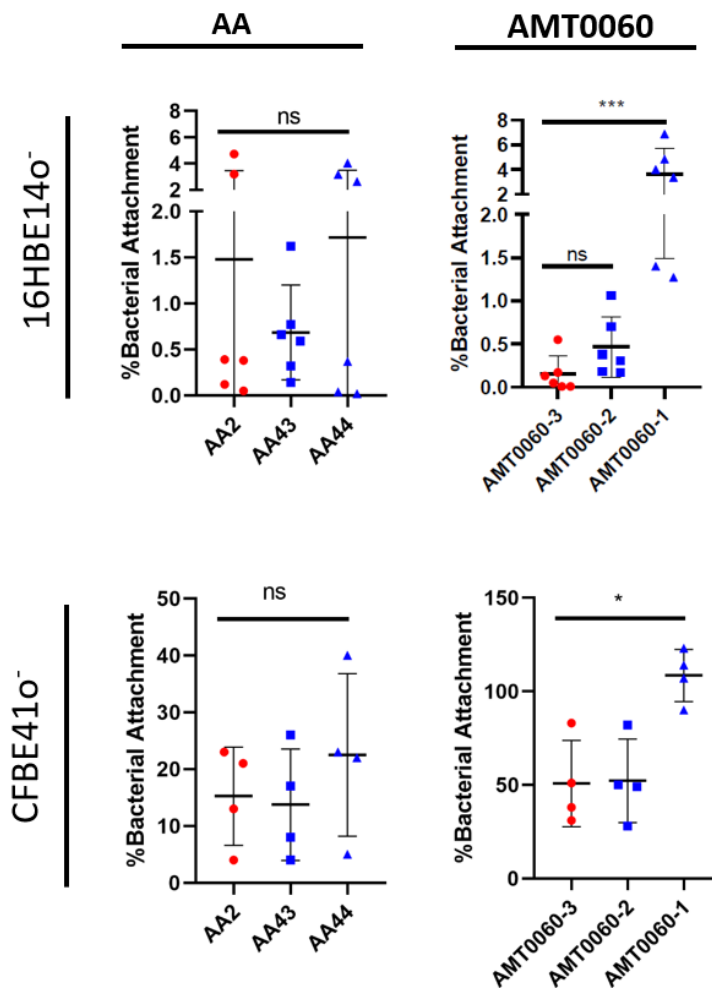 AA
AMT0060
16HBE14o-
%Bacterial Attachment
8
6
4
2
2.0
1.5
1.0
0.5
0.0
ns
AA2
AA43
AA44
%Bacterial Attachment
8
6
4
2
2.0
1.5
1.0
0.5
0.0
***
ns
AMT0060-3
AMT0060-2
AMT0060-1
CFBE41o-
%Bacterial Attachment
50
40
30
20
10
0
ns
AA2
AA43
AA44
%Bacterial Attachment
150
100
50
0
*
AMT0060-3
AMT0060-2
AMT0060-1